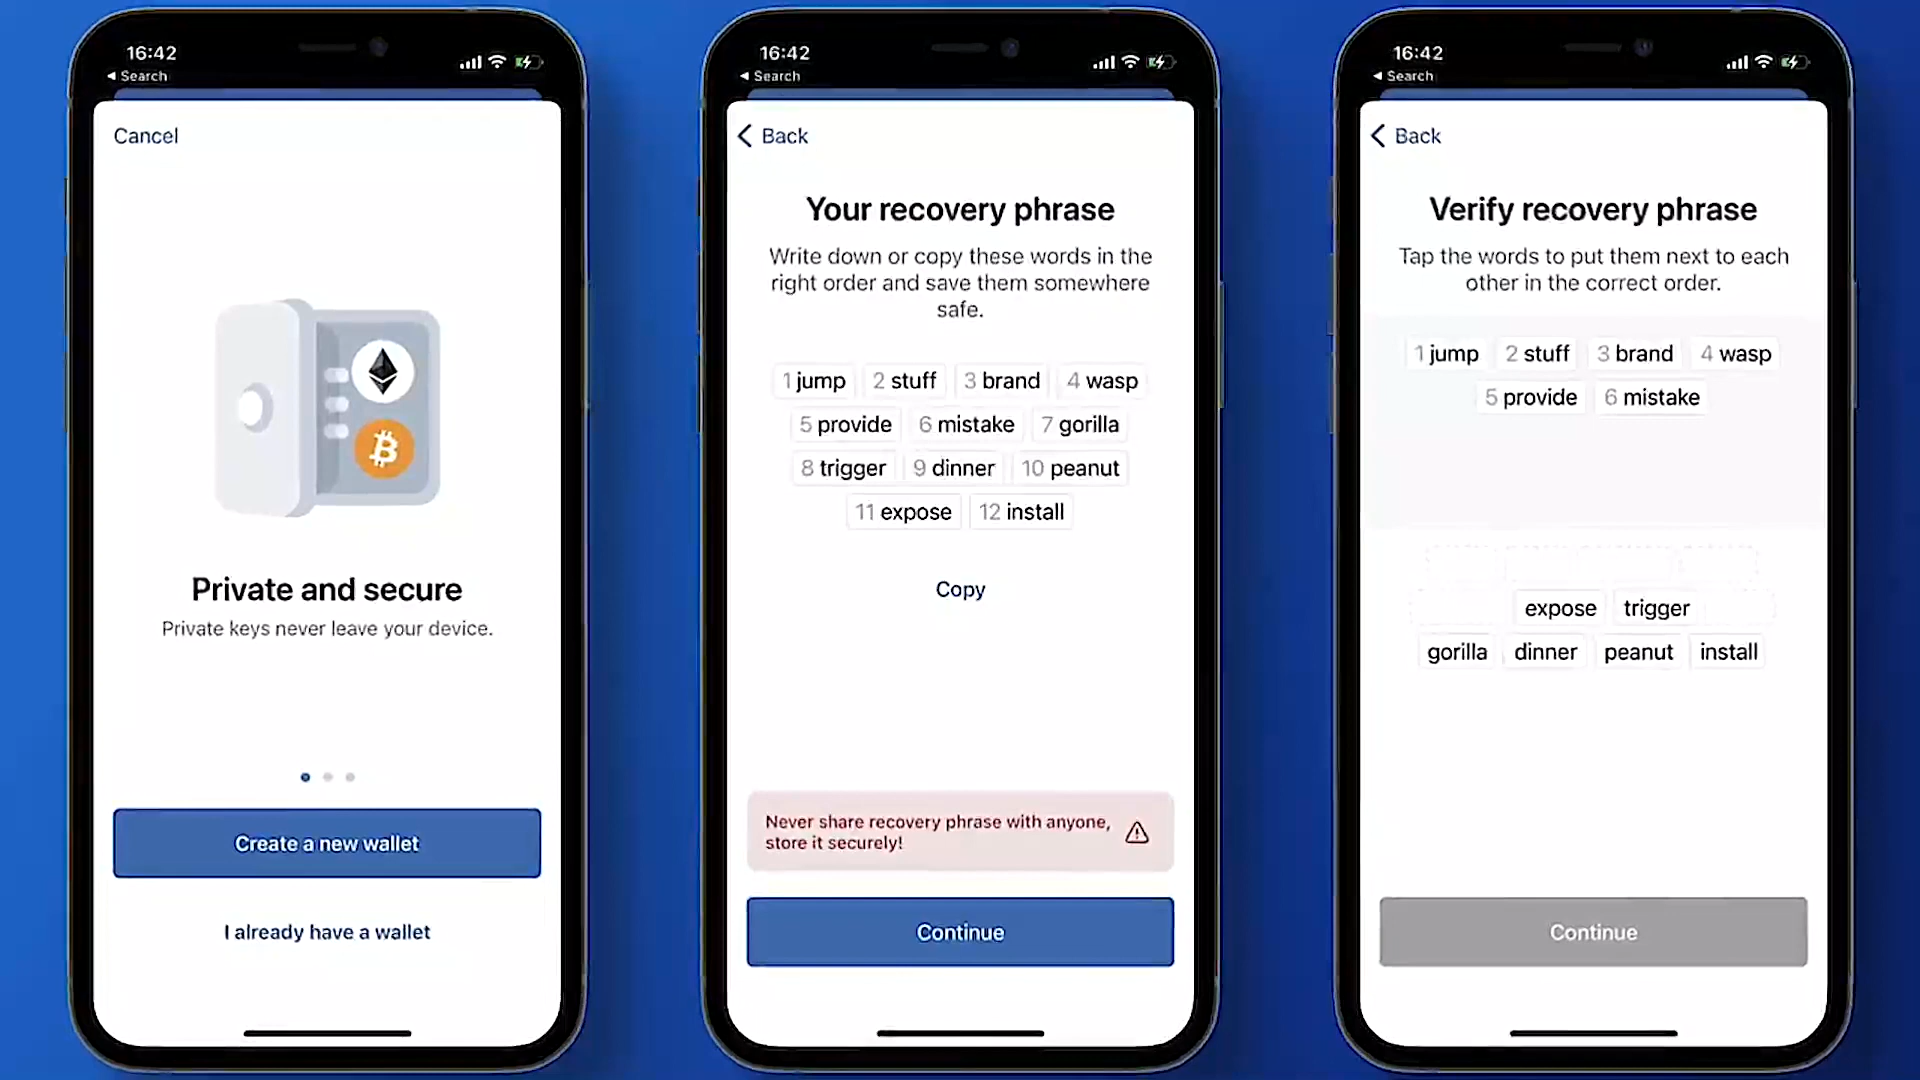 16:42
◀ Search
Cancel
Private and secure
Private keys never leave your device.
Create a new wallet
I already have a wallet
16:42
◀ Search
Back
Your recovery phrase
Write down or copy these words in the
right order and save them somewhere
safe.
1 jump 2 stuff 3 brand 4 wasp
5 provide 6 mistake 7 gorilla
8 trigger 9 dinner 10 peanut
11 expose 12 install
Copy
Never share recovery phrase with anyone,
store it securely!
Continue
16:42
◀ Search
Back
Verify recovery phrase
Tap the words to put them next to each
other in the correct order.
1 jump 2 stuff 3 brand 4 wasp
5 provide 6 mistake
expose trigger
gorilla dinner peanut install
Continue